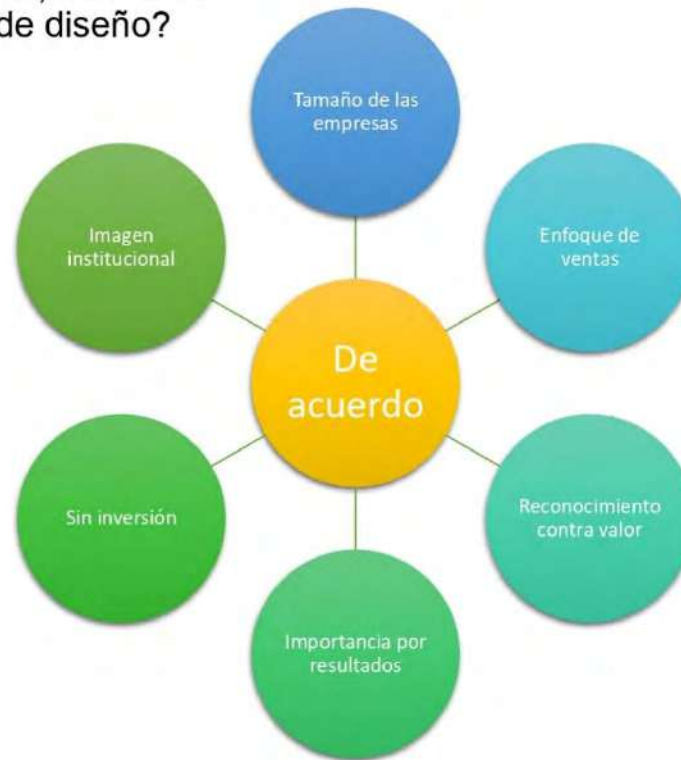 de diseño?
Tamaño de las
empresas
Imagen
institucional
Enfoque de
ventas
De
acuerdo
Sin inversión
Reconocimiento
contra valor
Importancia por
resultados